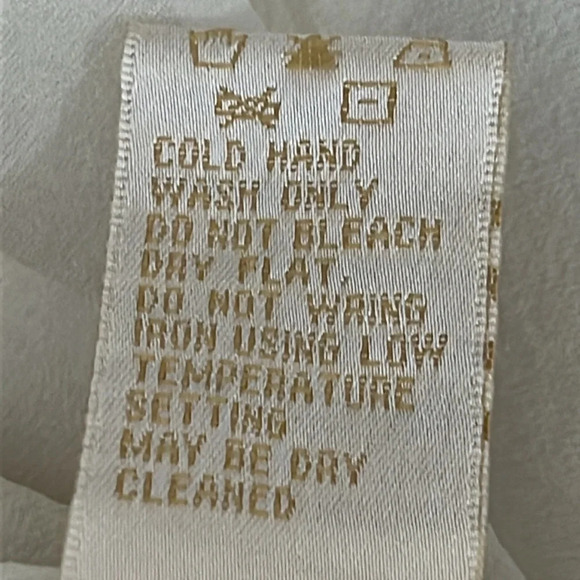 COLD HAND
WASH ONLY
DO NOT BLEACH
DRY FLAT,
DO NOT WRING
IRON USING LOW
TEMPERATURE
SETTING
MAY BE DRY
CLEANED